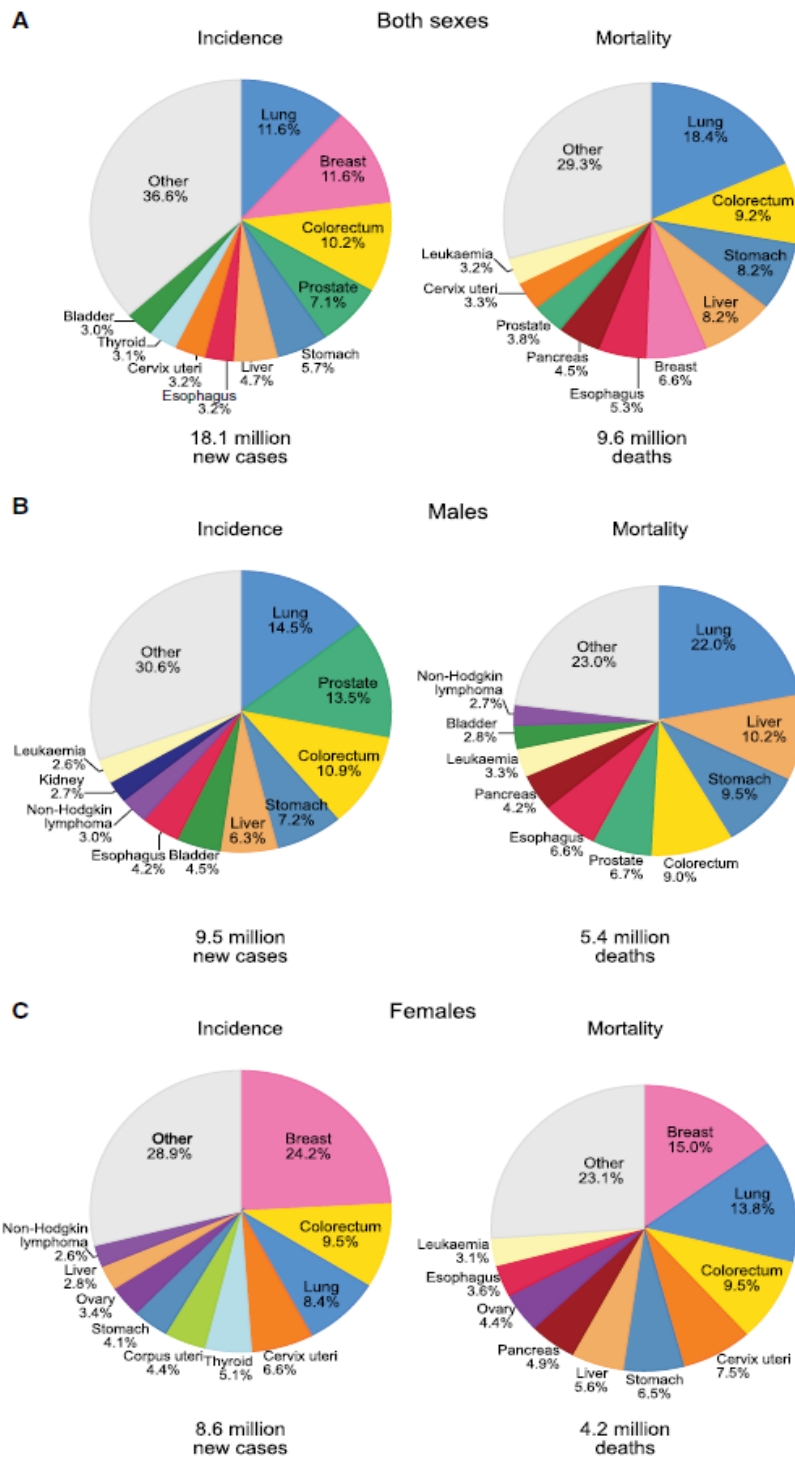 A
Both sexes
Incidence
Mortality
Lung
11.6%
Breast
11.6%
Colorectum
10.2%
Prostate
7.1%
Stomach
5.7%
Liver
4.7%
Esophagus
3.2%
Cervix uteri
3.2%
Thyroid
3.1%
Bladder
3.0%
Other
36.6%
18.1 million
new cases
Lung
18.4%
Colorectum
9.2%
Stomach
8.2%
Liver
8.2%
Breast
6.6%
Esophagus
5.3%
Pancreas
4.5%
Prostate
3.8%
Cervix uteri
3.3%
Leukaemia
3.2%
Other
29.3%
9.6 million
deaths
B
Males
Incidence
Mortality
Lung
14.5%
Prostate
13.5%
Colorectum
10.9%
Stomach
7.2%
Liver
6.3%
Bladder
4.5%
Esophagus
4.2%
Non-Hodgkin
lymphoma
3.0%
Kidney
2.7%
Leukaemia
2.6%
Other
30.6%
9.5 million
new cases
Lung
22.0%
Liver
10.2%
Stomach
9.5%
Colorectum
9.0%
Prostate
6.7%
Esophagus
6.6%
Pancreas
4.2%
Leukaemia
3.3%
Bladder
2.8%
Non-Hodgkin
lymphoma
2.7%
Other
23.0%
5.4 million
deaths
C
Females
Incidence
Mortality
Breast
24.2%
Colorectum
9.5%
Lung
8.4%
Cervix uteri
6.6%
Thyroid
5.1%
Corpus uteri
4.4%
Stomach
4.1%
Ovary
3.4%
Liver
2.8%
Non-Hodgkin
lymphoma
2.6%
Other
28.9%
8.6 million
new cases
Breast
15.0%
Lung
13.8%
Colorectum
9.5%
Cervix uteri
7.5%
Stomach
6.5%
Liver
5.6%
Pancreas
4.9%
Ovary
4.4%
Esophagus
3.6%
Leukaemia
3.1%
Other
23.1%
4.2 million
deaths